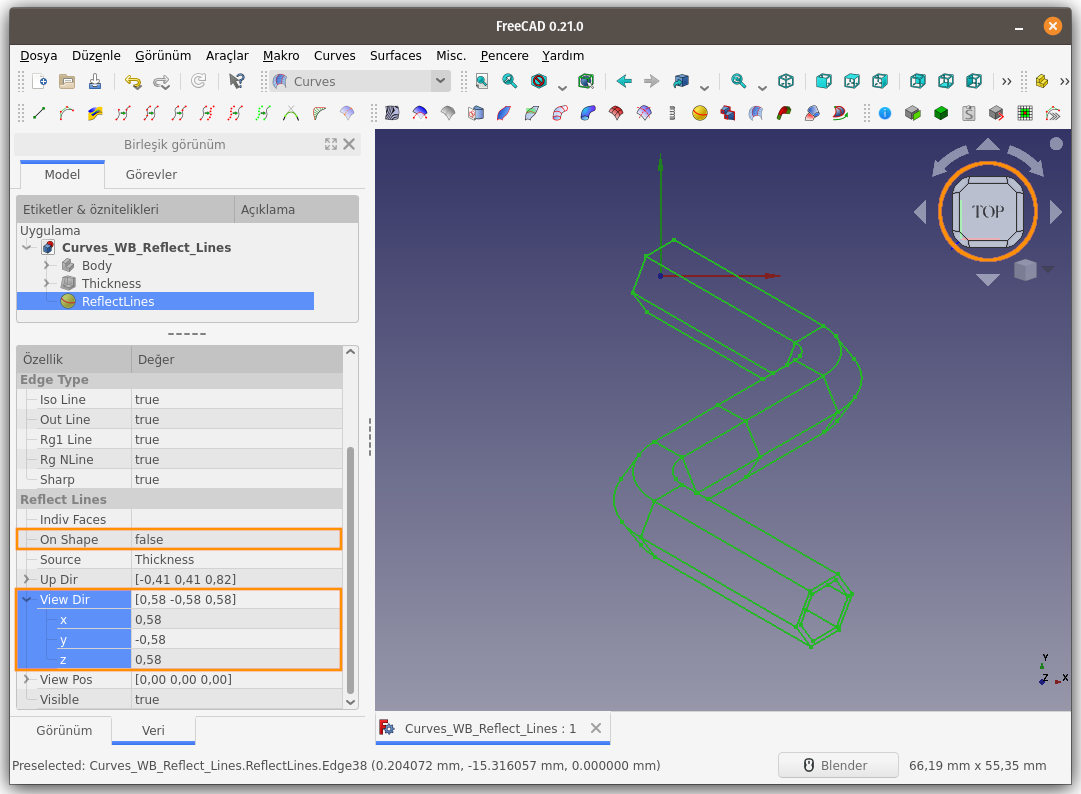 FreeCAD 0.21.0
Dosya Düzenle Görünüm Araçlar Makro Curves Surfaces Misc. Pencere Yardım
Curves
Birleşik görünüm
Model Görevler
Etiketler & öznitelikleri Açıklama
Uygulama
Curves_WB_Reflect_Lines
Body
Thickness
ReflectLines
Özellik Değer
Edge Type
Iso Line true
Out Line true
Rg1 Line true
Rg NLine true
Sharp true
Reflect Lines
Indiv Faces
On Shape false
Source Thickness
Up Dir [-0,41 0,41 0,82]
View Dir [0,58 -0,58 0,58]
x 0,58
y -0,58
z 0,58
View Pos [0,00 0,00 0,00]
Visible true
Görünüm Veri
TOP
Y
Z X
Curves_WB_Reflect_Lines : 1
Preselected: Curves_WB_Reflect_Lines.ReflectLines.Edge38 (0.204072 mm, -15.316057 mm, 0.000000 mm)
Blender
66,19 mm x 55,35 mm